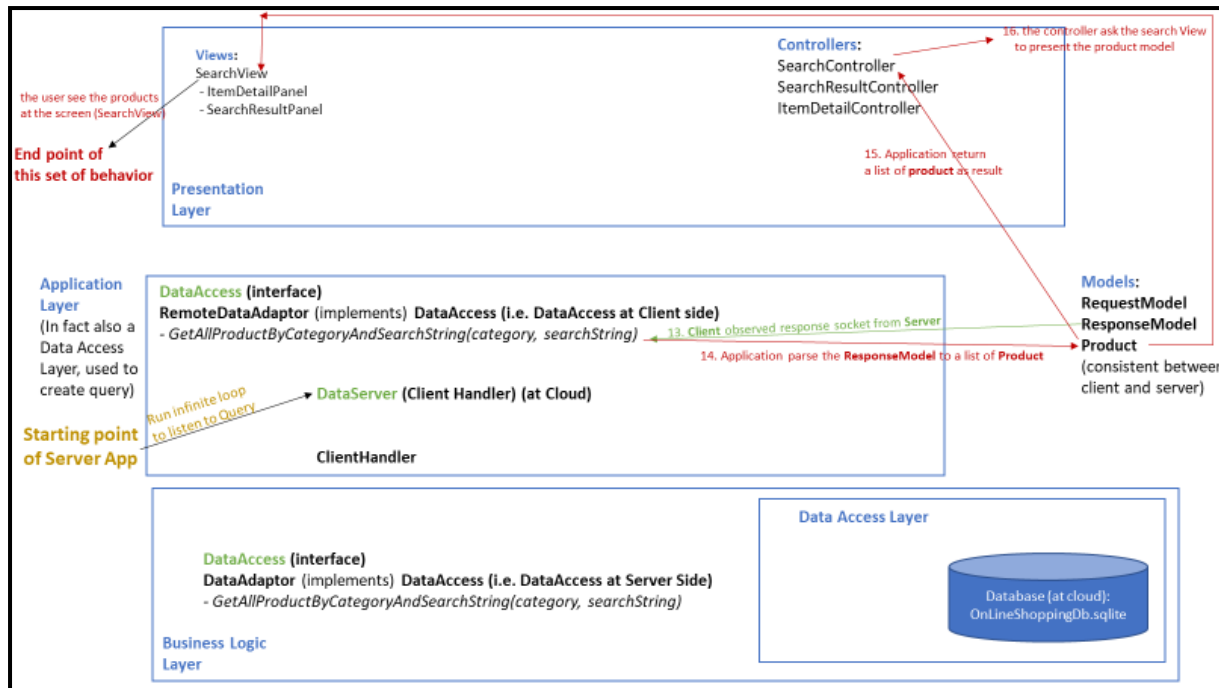 16. the controller ask the search View
to present the product model
Views:
SearchView
- ItemDetailPanel
- SearchResultPanel
Controllers:
SearchController
SearchResultController
ItemDetailController
the user see the products
at the screen (SearchView)
End point of
this set of behavior
15. Application return
a list of product as result
Presentation
Layer
Application
Layer
(In fact also a
Data Access
Layer, used to
create query)
DataAccess (interface)
RemoteDataAdaptor (implements) DataAccess (i.e. DataAccess at Client side)
- GetAllProductByCategoryAndSearchString(category, searchString)
13. Client observed response socket from Server
14. Application parse the ResponseModel to a list of Product
Models:
RequestModel
ResponseModel
Product
(consistent between
client and server)
Run infinite loop
to listen to Query
DataServer (Client Handler) (at Cloud)
Starting point
of Server App
ClientHandler
Data Access Layer
DataAccess (interface)
DataAdaptor (implements) DataAccess (i.e. DataAccess at Server Side)
- GetAllProductByCategoryAndSearchString(category, searchString)
Database (at cloud):
OnLineShoppingDb.sqlite
Business Logic
Layer